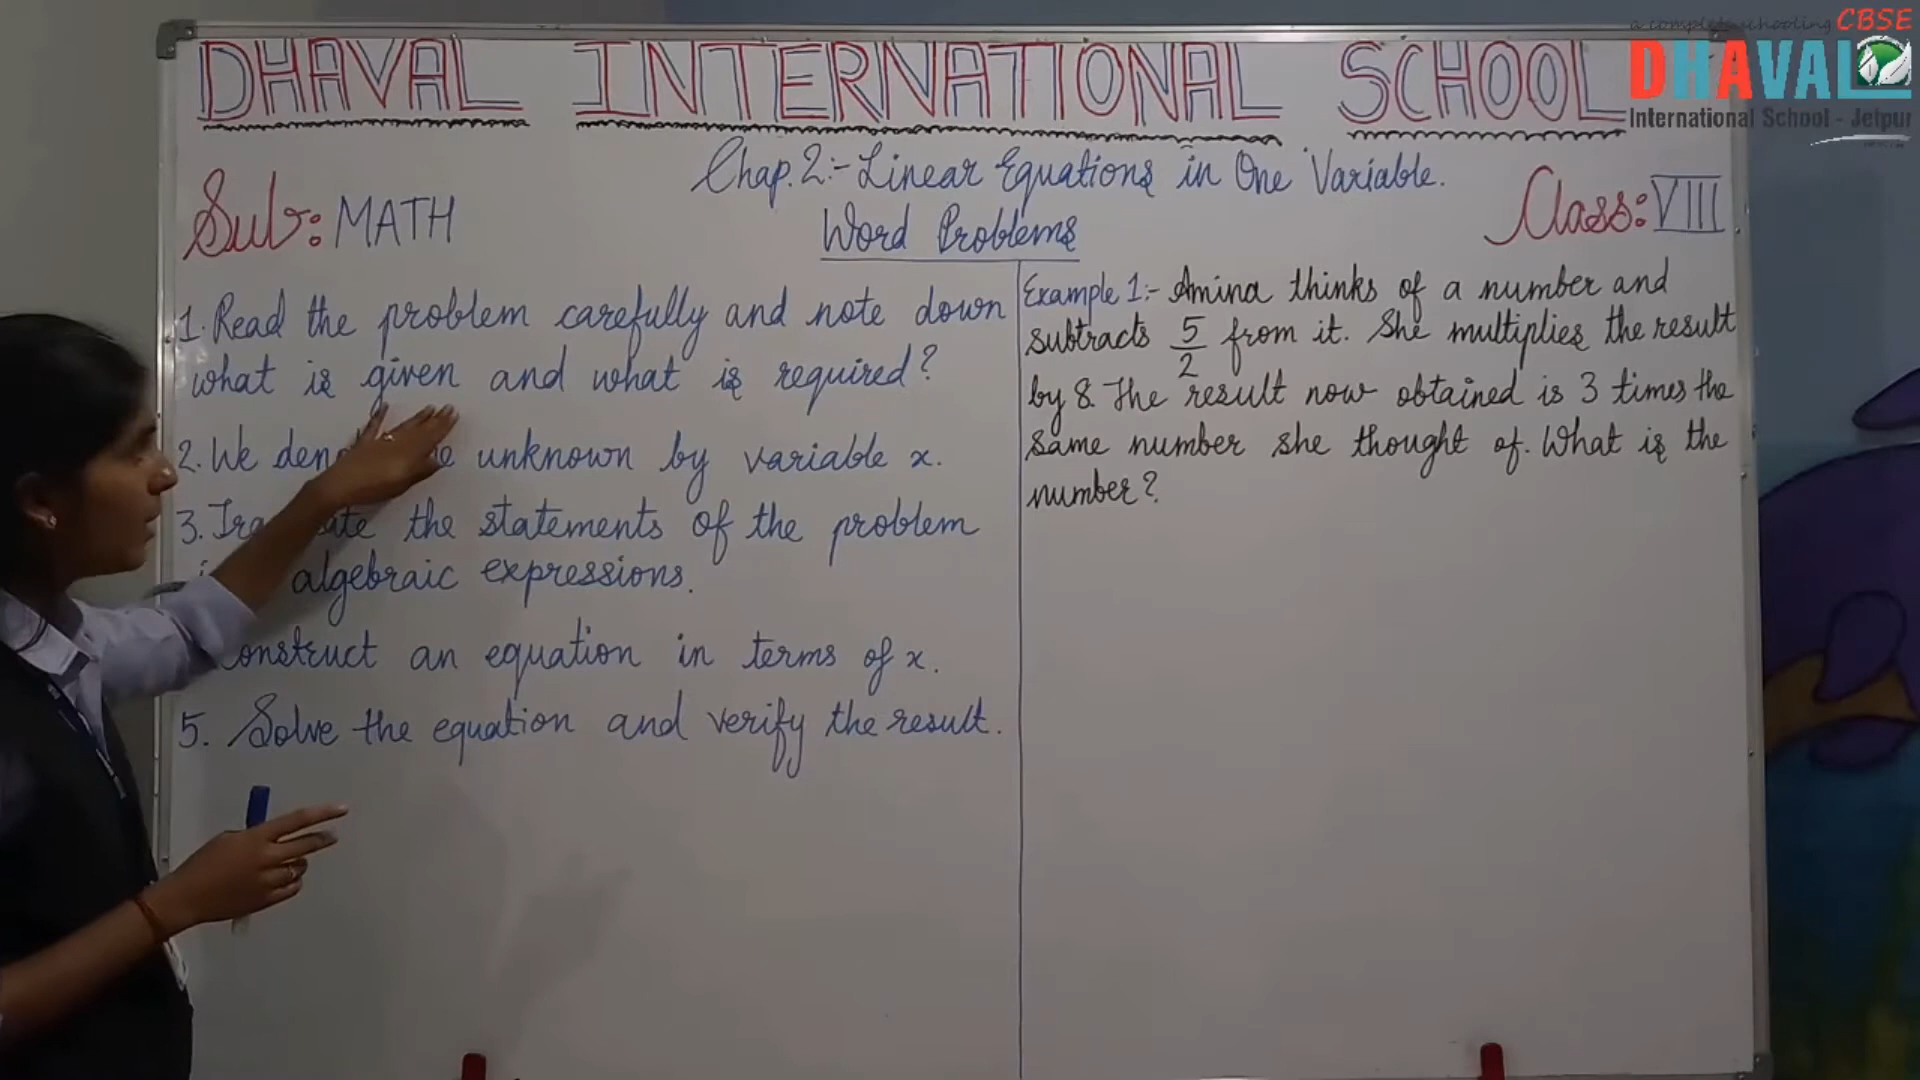 DHAVAL INTERNATIONAL SCHOOL
a complete schooling CBSE
DHAVAL
International School - Jetpur
Chap. 2:- Linear Equations in One Variable.
Sub: MATH
Word Problems
Class: VIII
1. Read the problem carefully and note down
what is given and what is required?
2. We unknown by variable x.
3. the statements of the problem
algebraic expressions.
construct an equation in terms of x.
5. Solve the equation and verify the result.
Example 1:- Amina thinks of a number and
subtracts 5/2 from it. She multiplies the result
by 8. The result now obtained is 3 times the
same number she thought of. What is the
number?